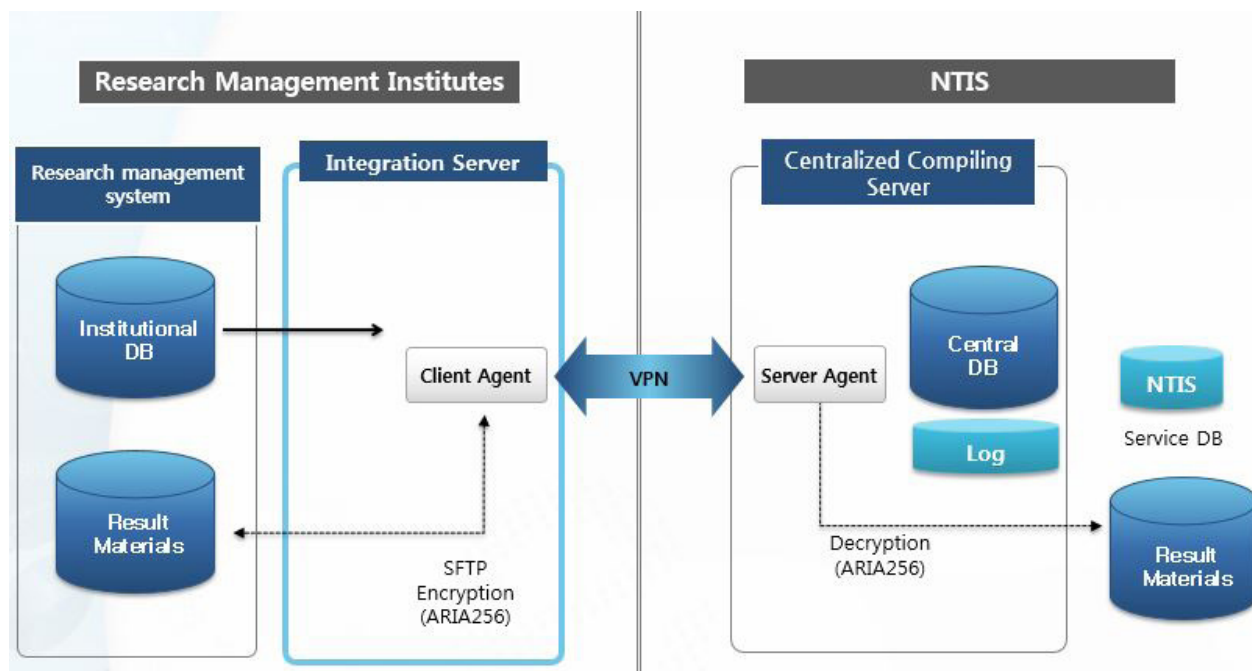 Research Management Institutes
NTIS
Research management
system
Integration Server
Centralized Compiling
Server
Institutional
DB
Client Agent
VPN
Server Agent
Central
DB
NTIS
Service DB
Log
Result
Materials
SFTP
Encryption
(ARIA256)
Decryption
(ARIA256)
Result
Materials